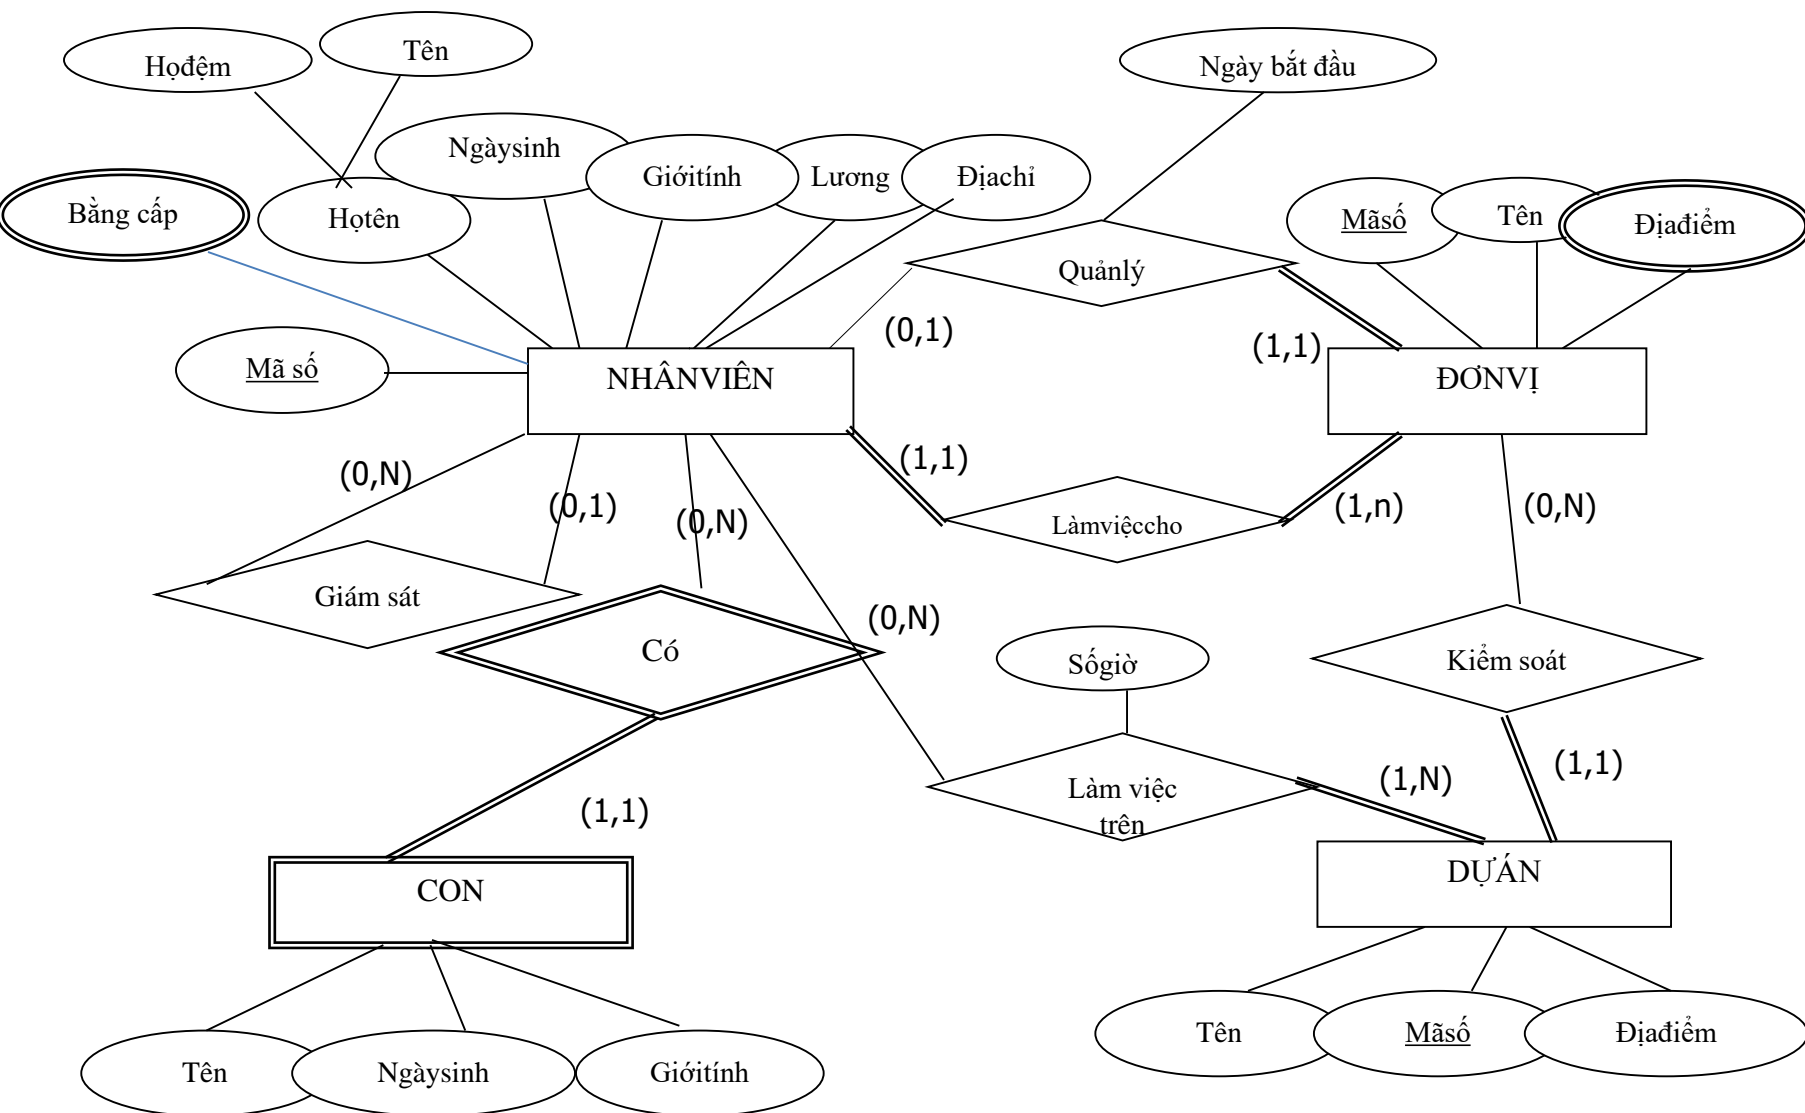 Họđệm
Tên
Ngày bắt đầu
Ngàysinh
Giớitính
Lương
Địachỉ
Bằng cấp
Họtên
Mãsố
Tên
Địađiểm
Quảnlý
(0,1)
(1,1)
Mã số
NHÂNVIÊN
ĐƠNVỊ
(0,N)
(0,1)
(0,N)
(1,1)
Làmviệccho
(1,n)
(0,N)
Giám sát
Có
(0,N)
Sốgiờ
Kiểm soát
(1,1)
Làm việc
trên
(1,N)
(1,1)
CON
DỰÁN
Tên
Ngàysinh
Giớitính
Tên
Mãsố
Địađiểm